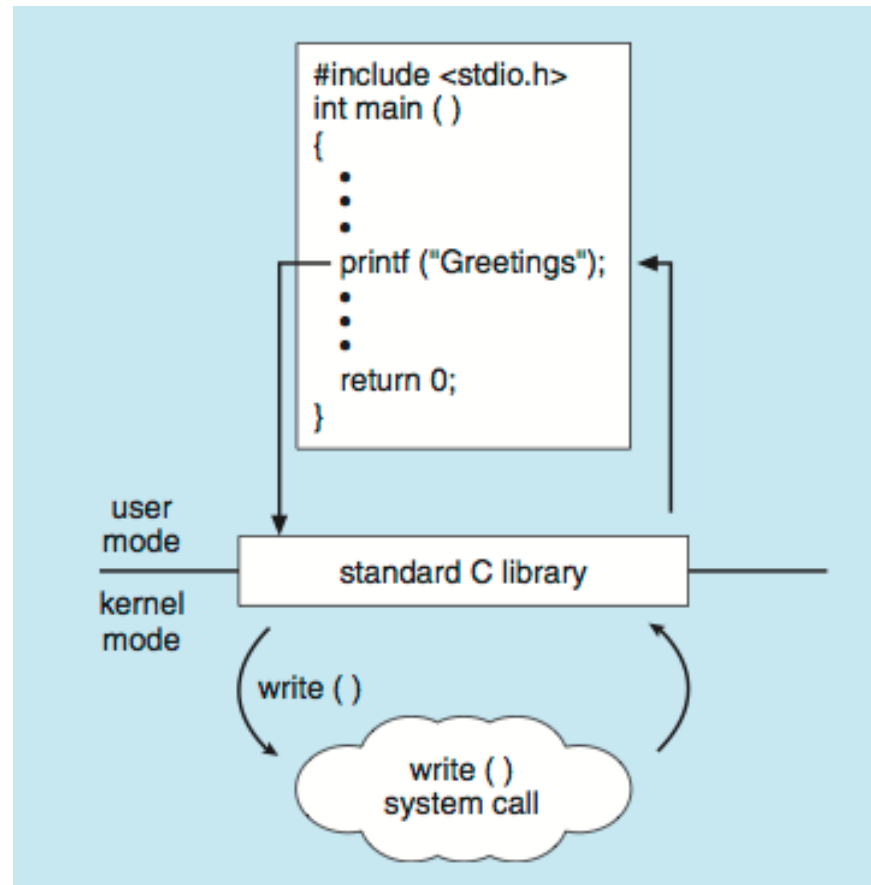 #include <stdio.h>
int main ( )
{
•
•
•
printf ("Greetings");
•
•
•
return 0;
}
user
mode
standard C library
kernel
mode
write ( )
write ( )
system call